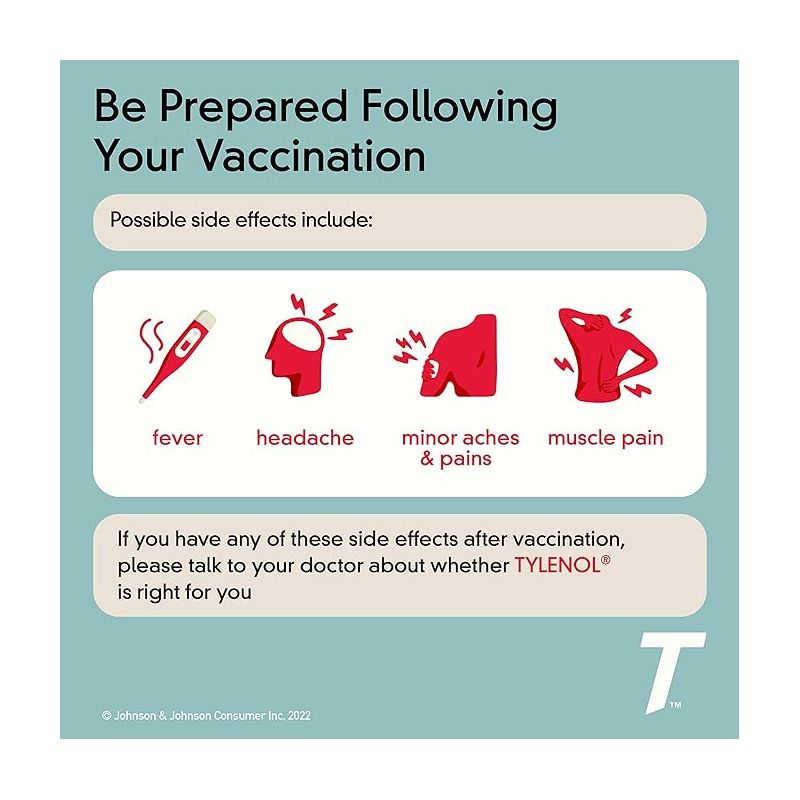 Be Prepared Following
Your Vaccination
Possible side effects include:
fever
headache
minor aches
& pains
muscle pain
If you have any of these side effects after vaccination,
please talk to your doctor about whether TYLENOL®
is right for you
T™
© Johnson & Johnson Consumer Inc. 2022